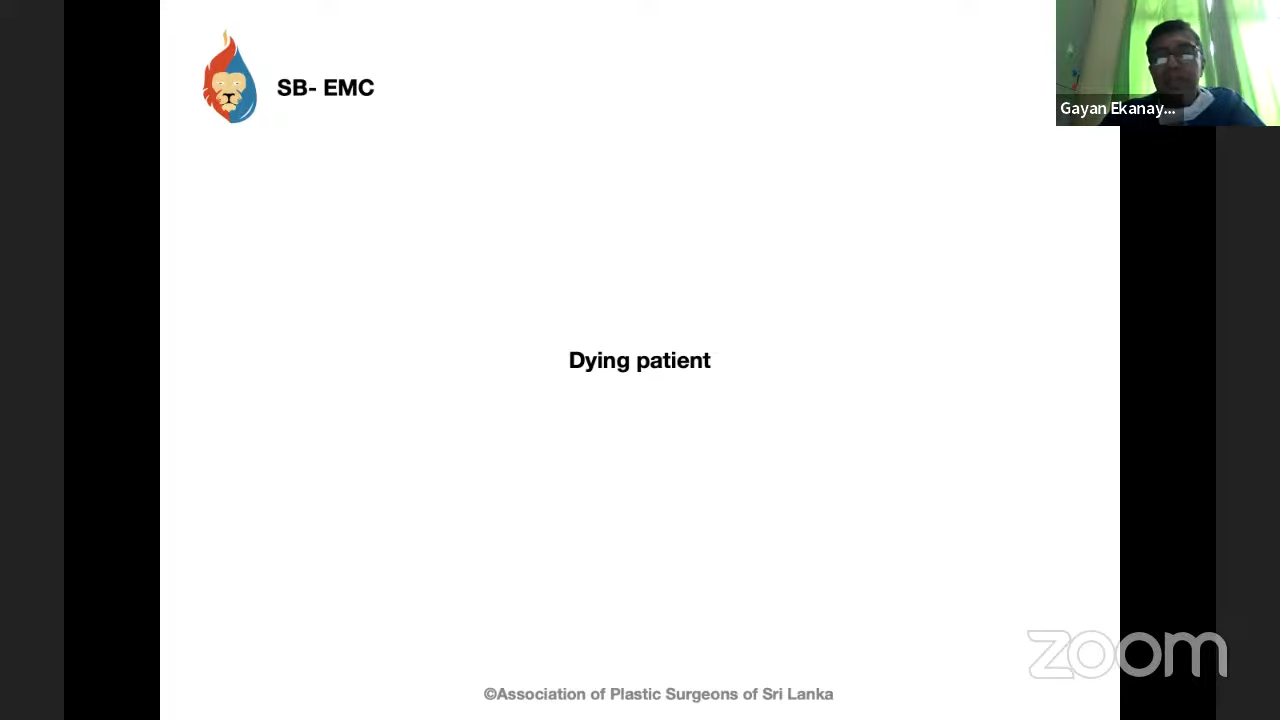 SB- EMC
Gayan Ekanay...
Dying patient
zoom
©Association of Plastic Surgeons of Sri Lanka